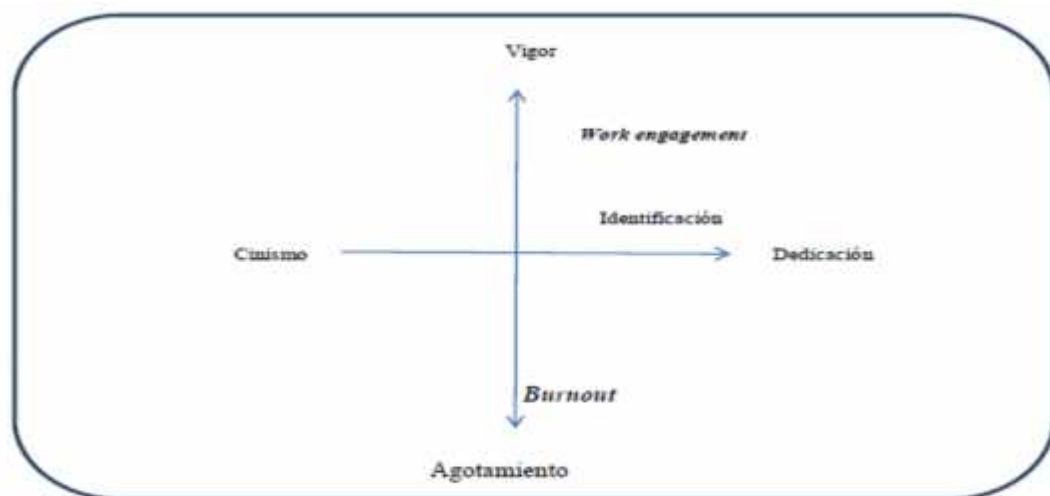 Vigor
Work engagement
Identificación
Cinismo
Dedicación
Burnout
Agotamiento